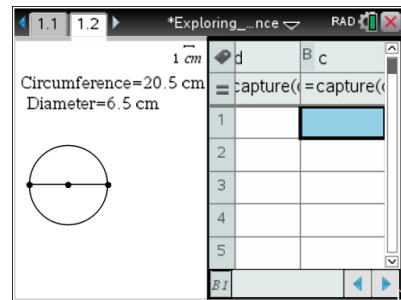 1.1 1.2 *Exploring_...nce RAD
1 cm
Circumference=20.5 cm
Diameter=6.5 cm
d B c
= capture( =capture(
1
2
3
4
5
B1